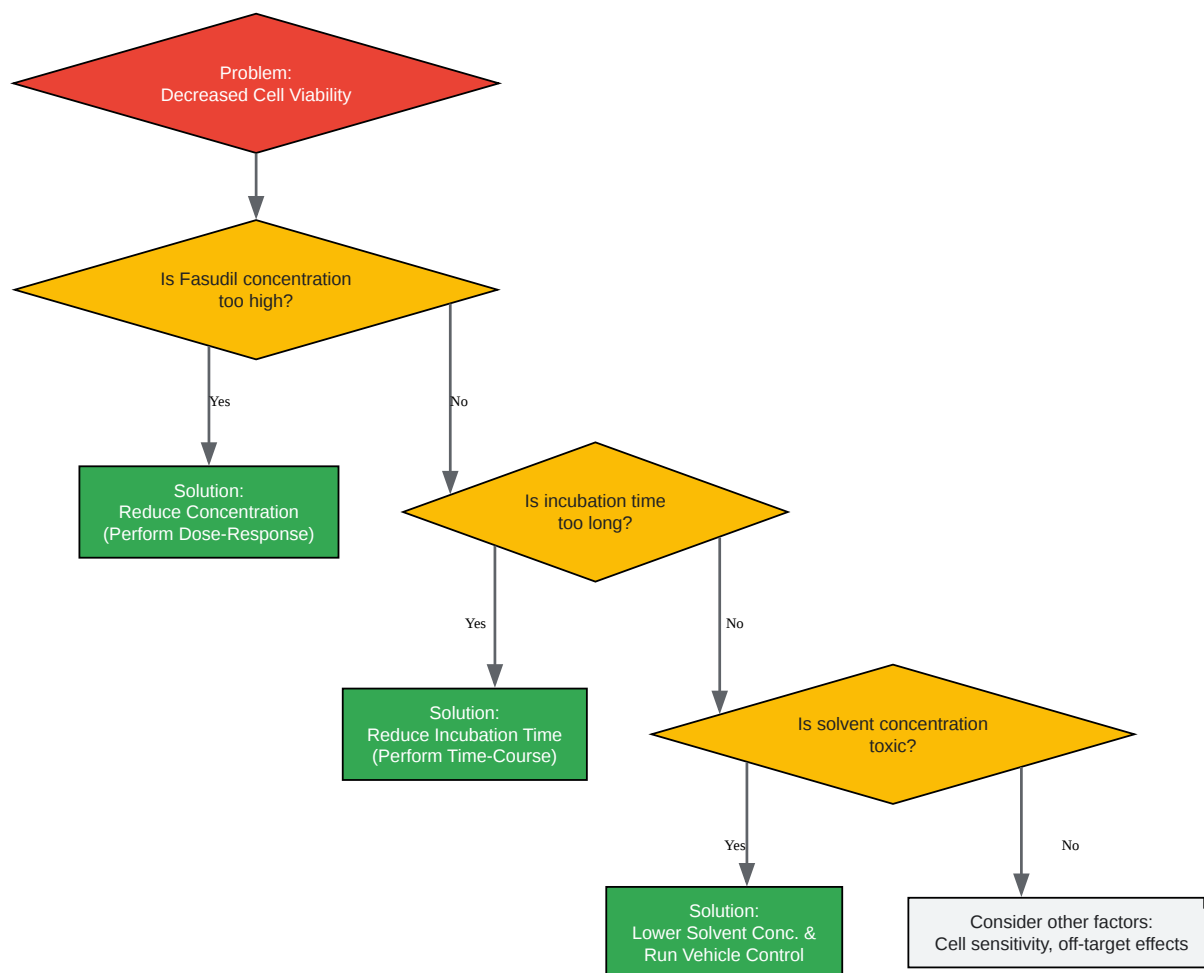 Problem:
Decreased Cell Viability
Is Fasudil concentration
too high?
Yes
No
Solution:
Reduce Concentration
(Perform Dose-Response)
Is incubation time
too long?
Yes
No
Solution:
Reduce Incubation Time
(Perform Time-Course)
Is solvent concentration
toxic?
Yes
No
Solution:
Lower Solvent Conc. &
Run Vehicle Control
Consider other factors:
Cell sensitivity, off-target effects